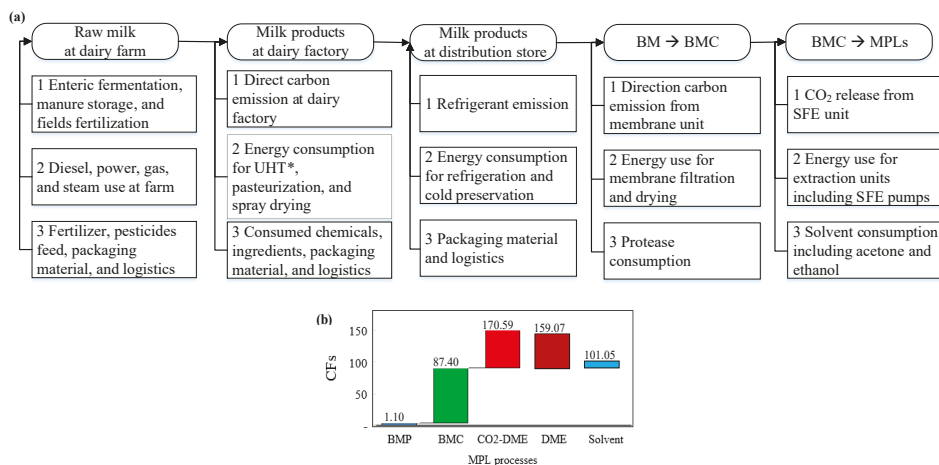 (a)
Raw milk
at dairy farm
Milk products
at dairy factory
Milk products
at distribution store
BM → BMC
BMC → MPLs
1 Enteric fermentation,
manure storage, and
fields fertilization
2 Diesel, power, gas,
and steam use at farm
3 Fertilizer, pesticides
feed, packaging
material, and logistics
1 Direct carbon
emission at dairy
factory
2 Energy consumption
for UHT*,
pasteurization, and
spray drying
3 Consumed chemicals,
ingredients, packaging
material, and logistics
1 Refrigerant emission
2 Energy consumption
for refrigeration and
cold preservation
3 Packaging material
and logistics
1 Direction carbon
emission from
membrane unit
2 Energy use for
membrane filtration
and drying
3 Protease
consumption
1 CO₂ release from
SFE unit
2 Energy use for
extraction units
including SFE pumps
3 Solvent consumption
including acetone and
ethanol
(b)
CFs
150
100
50
-
1.10
87.40
170.59
159.07
101.05
BMP
BMC
CO2-DME
DME
Solvent
MPL processes